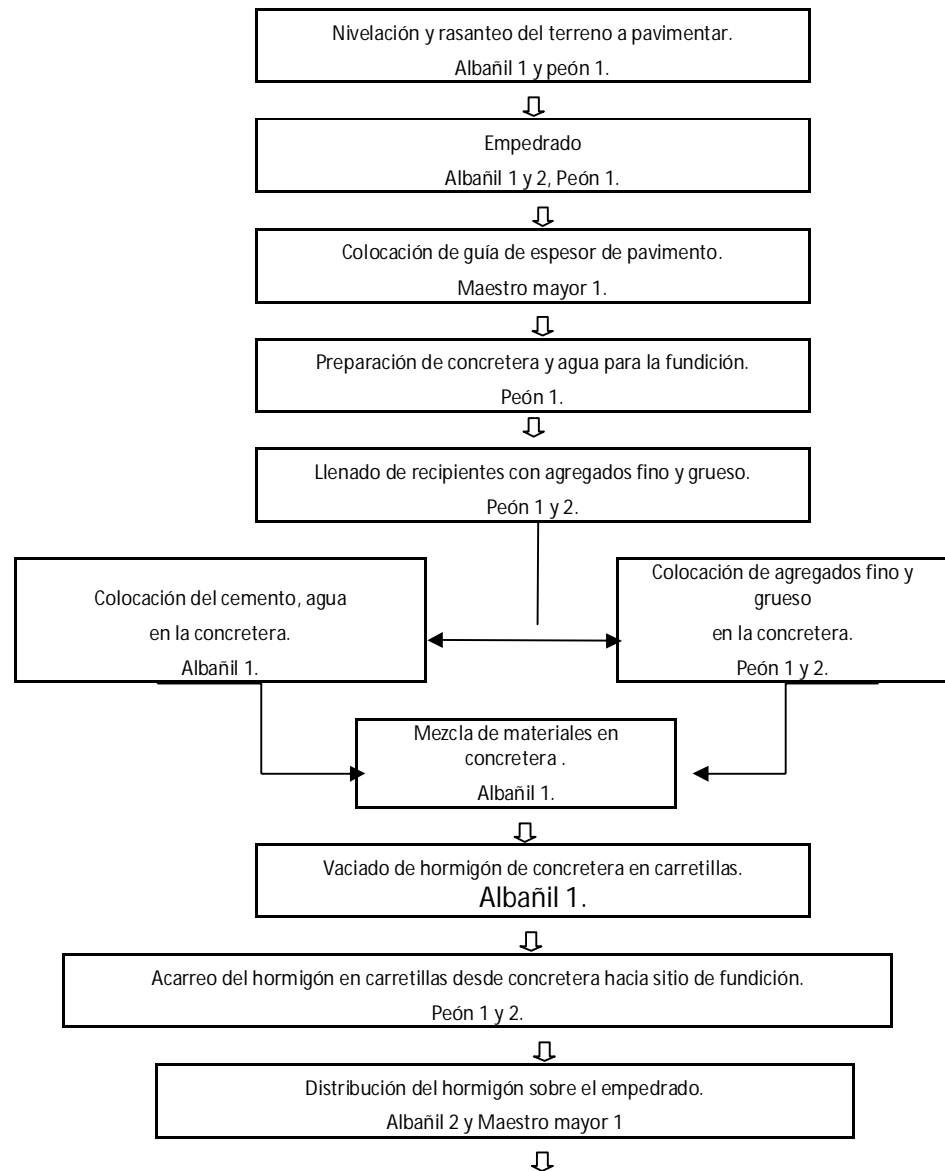 Nivelación y rasanteo del terreno a pavimentar.
Albañil 1 y peón 1.
Empedrado
Albañil 1 y 2, Peón 1.
Colocación de guía de espesor de pavimento.
Maestro mayor 1.
Preparación de concretera y agua para la fundición.
Peón 1.
Llenado de recipientes con agregados fino y grueso.
Peón 1 y 2.
Colocación del cemento, agua
en la concretera.
Albañil 1.
Colocación de agregados fino y
grueso
en la concretera.
Peón 1 y 2.
Mezcla de materiales en
concretera .
Albañil 1.
Vaciado de hormigón de concretera en carretillas.
Albañil 1.
Acarreo del hormigón en carretillas desde concretera hacia sitio de fundición.
Peón 1 y 2.
Distribución del hormigón sobre el empedrado.
Albañil 2 y Maestro mayor 1